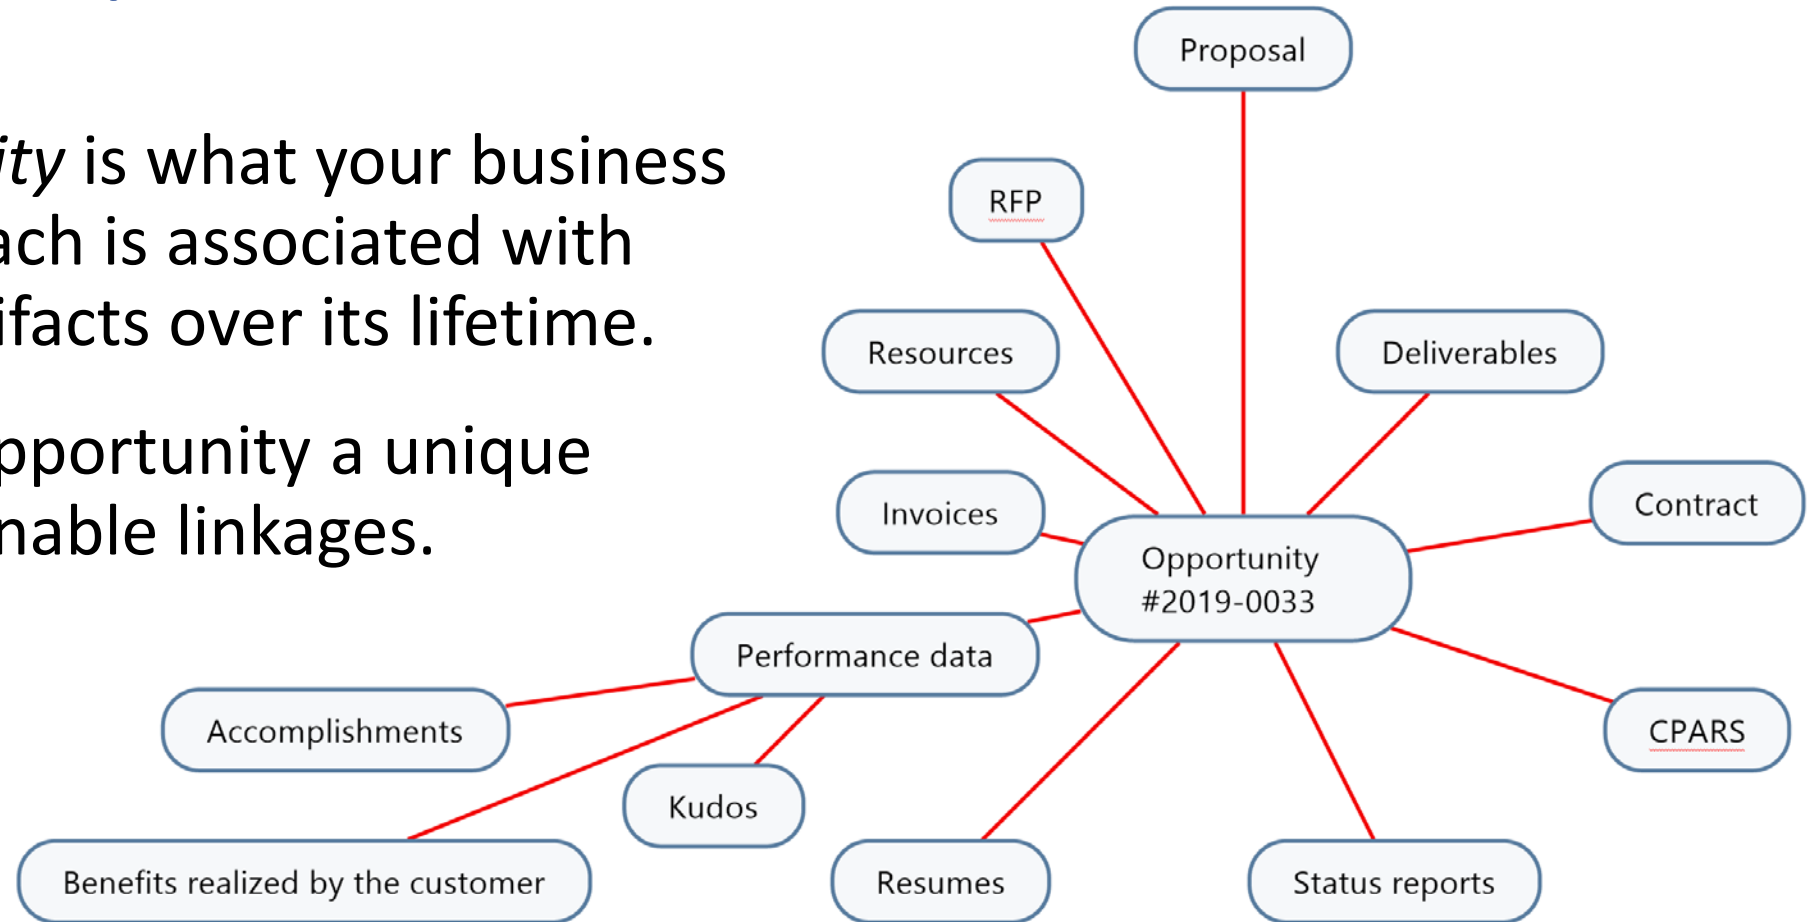 ity is what your business
ach is associated with
ifacts over its lifetime.
pportunity a unique
nable linkages.
Proposal
RFP
Resources
Deliverables
Invoices
Contract
Opportunity
#2019-0033
Performance data
Accomplishments
CPARS
Kudos
Benefits realized by the customer
Resumes
Status reports